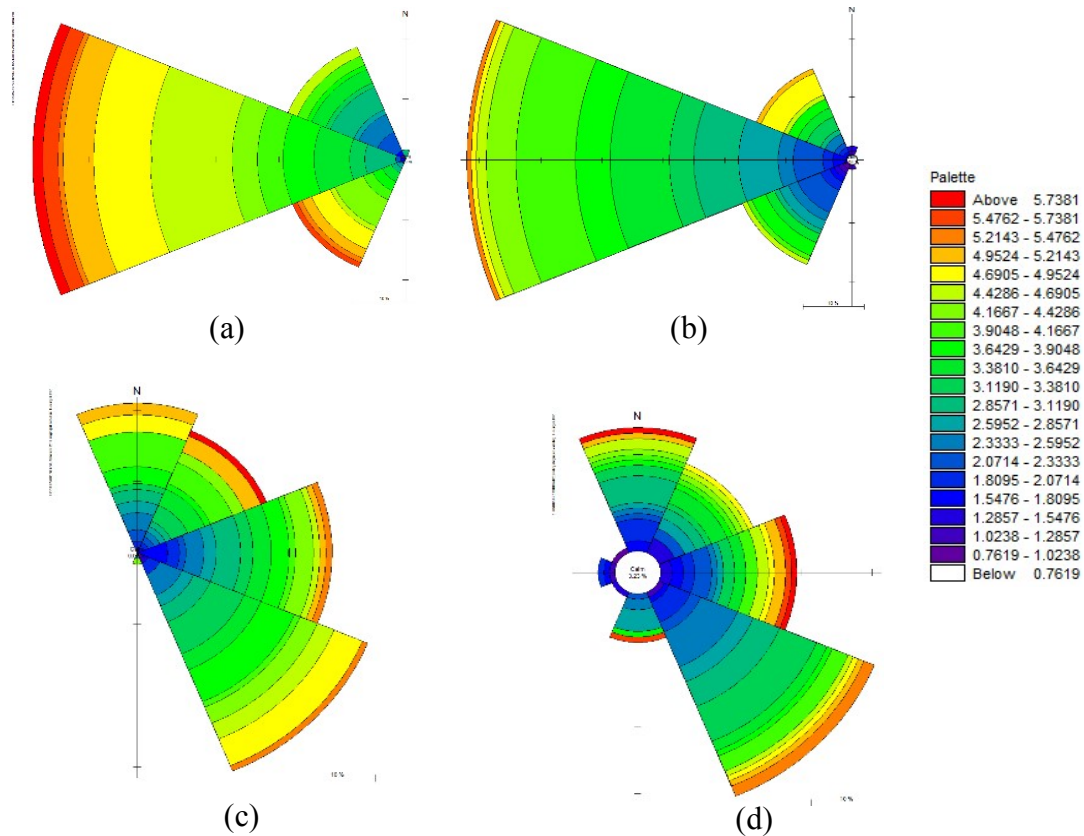 N
N
10 %
10 %
(a)
(b)
Palette
Above 5.7381
5.4762 - 5.7381
5.2143 - 5.4762
4.9524 - 5.2143
4.6905 - 4.9524
4.4286 - 4.6905
4.1667 - 4.4286
3.9048 - 4.1667
3.6429 - 3.9048
3.3810 - 3.6429
3.1190 - 3.3810
2.8571 - 3.1190
2.5952 - 2.8571
2.3333 - 2.5952
2.0714 - 2.3333
1.8095 - 2.0714
1.5476 - 1.8095
1.2857 - 1.5476
1.0238 - 1.2857
0.7619 - 1.0238
Below 0.7619
N
N
Calm
10 %
10 %
(c)
(d)